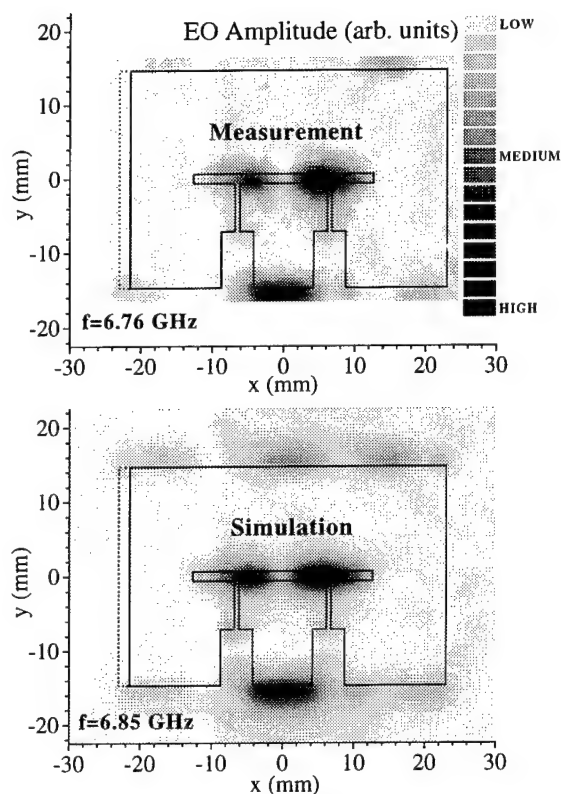 EO Amplitude (arb. units)
LOW
MEDIUM
HIGH
20
10
0
-10
-20
y (mm)
Measurement
f=6.76 GHz
-30 -20 -10 0 10 20 30
x (mm)
20
10
0
-10
-20
y (mm)
Simulation
f=6.85 GHz
-30 -20 -10 0 10 20 30
x (mm)